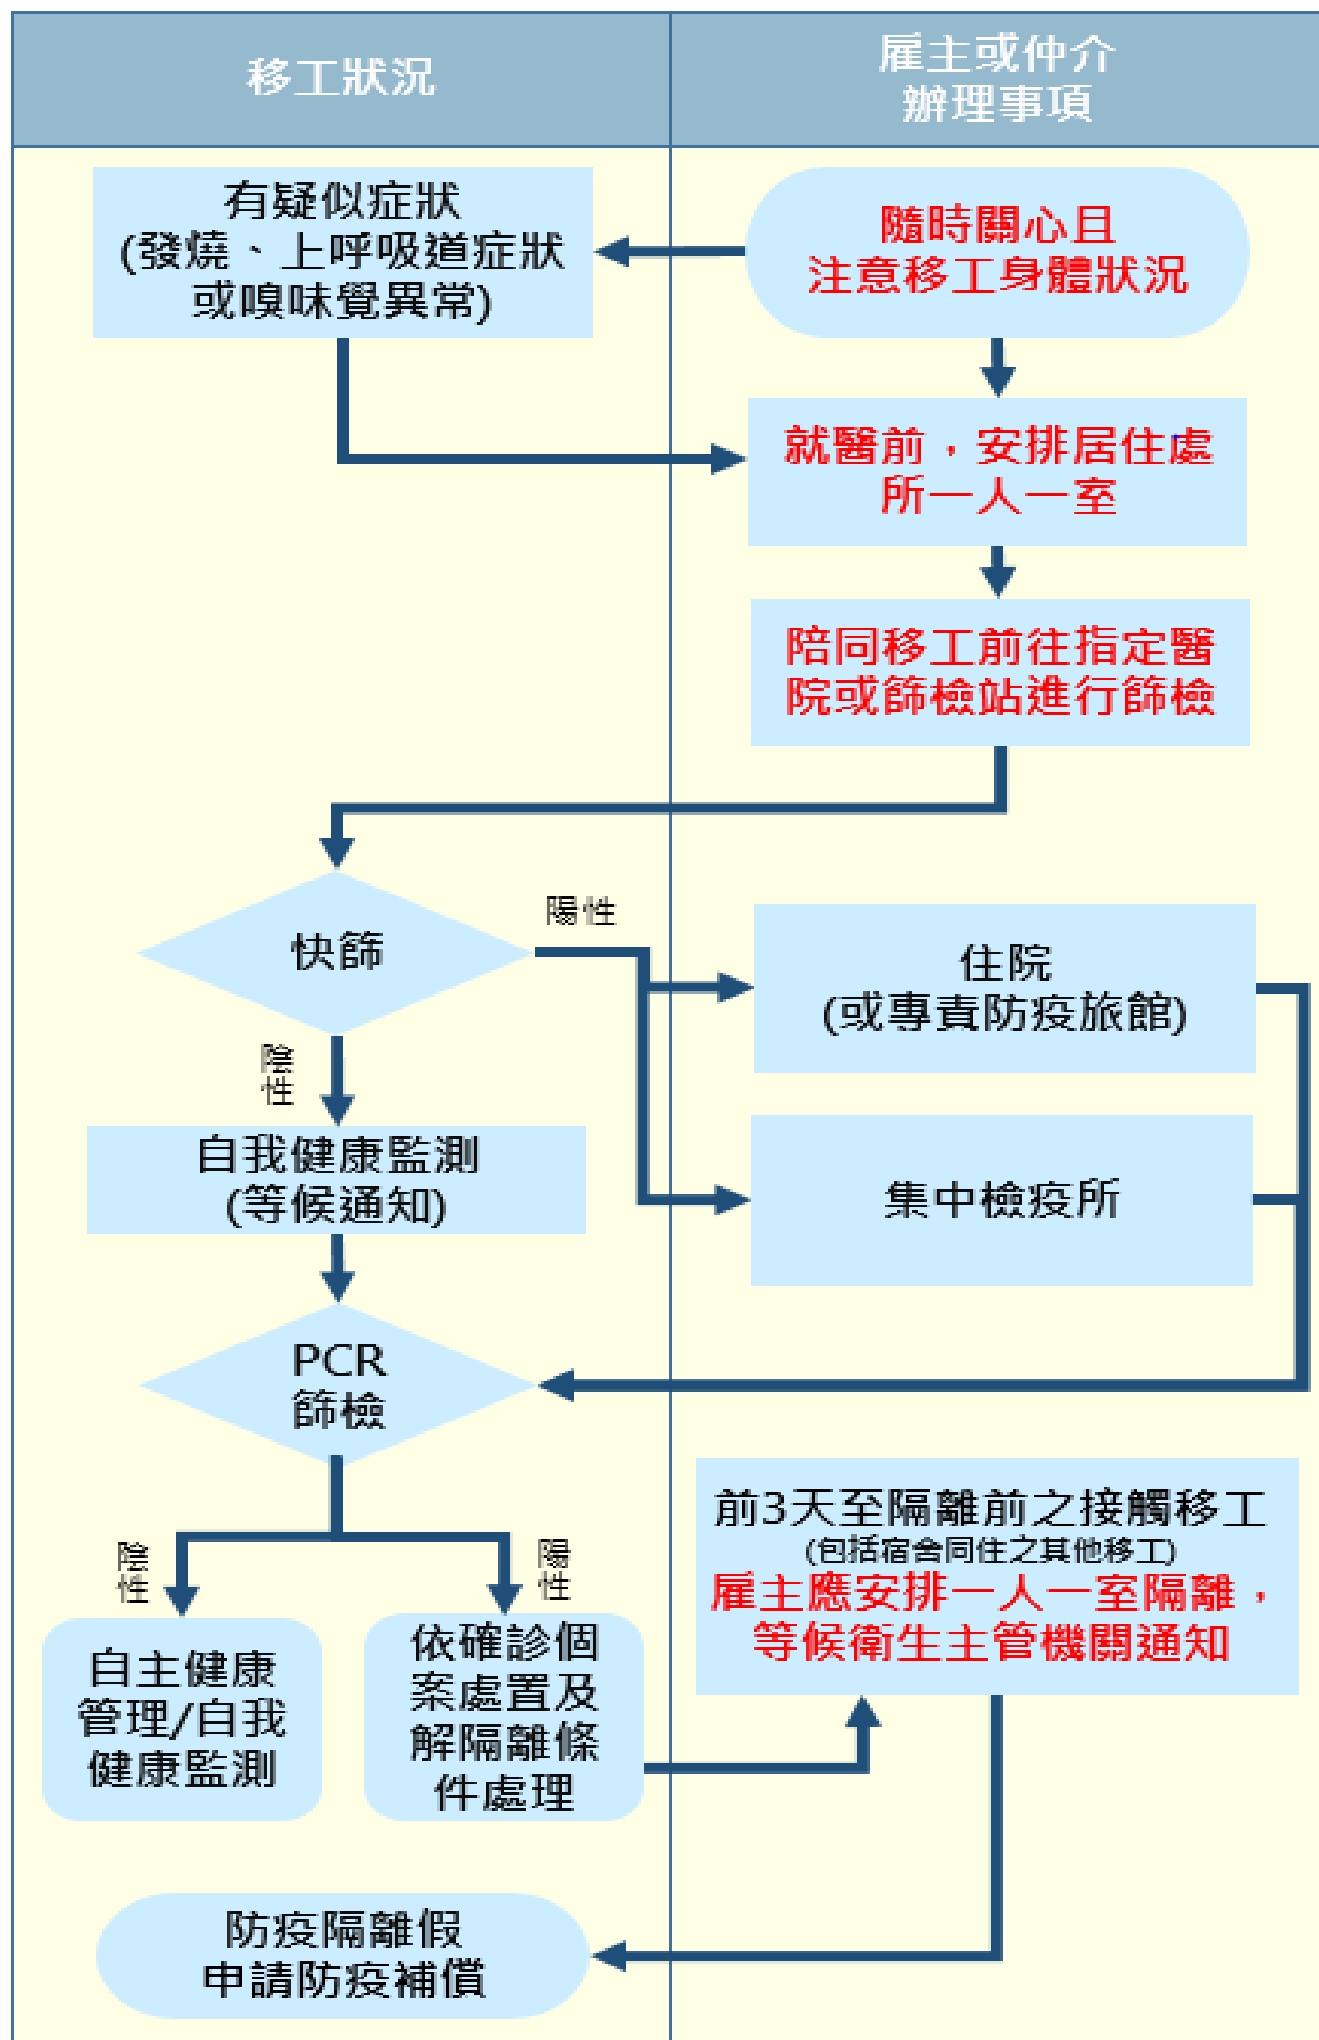 移工狀況
雇主或仲介
辦理事項
有疑似症狀
(發燒、上呼吸道症狀
或嗅味覺異常)
隨時關心且
注意移工身體狀況
就醫前，安排居住處
所一人一室
陪同移工前往指定醫
院或篩檢站進行篩檢
快篩
陽性
住院
(或專責防疫旅館)
陰性
自我健康監測
(等候通知)
集中檢疫所
PCR
篩檢
前3天至隔離前之接觸移工
(包括宿舍同住之其他移工)
雇主應安排一人一室隔離，
等候衛生主管機關通知
陰性
陽性
自主健康
管理/自我
健康監測
依確診個
案處置及
解隔離條
件處理
防疫隔離假
申請防疫補償